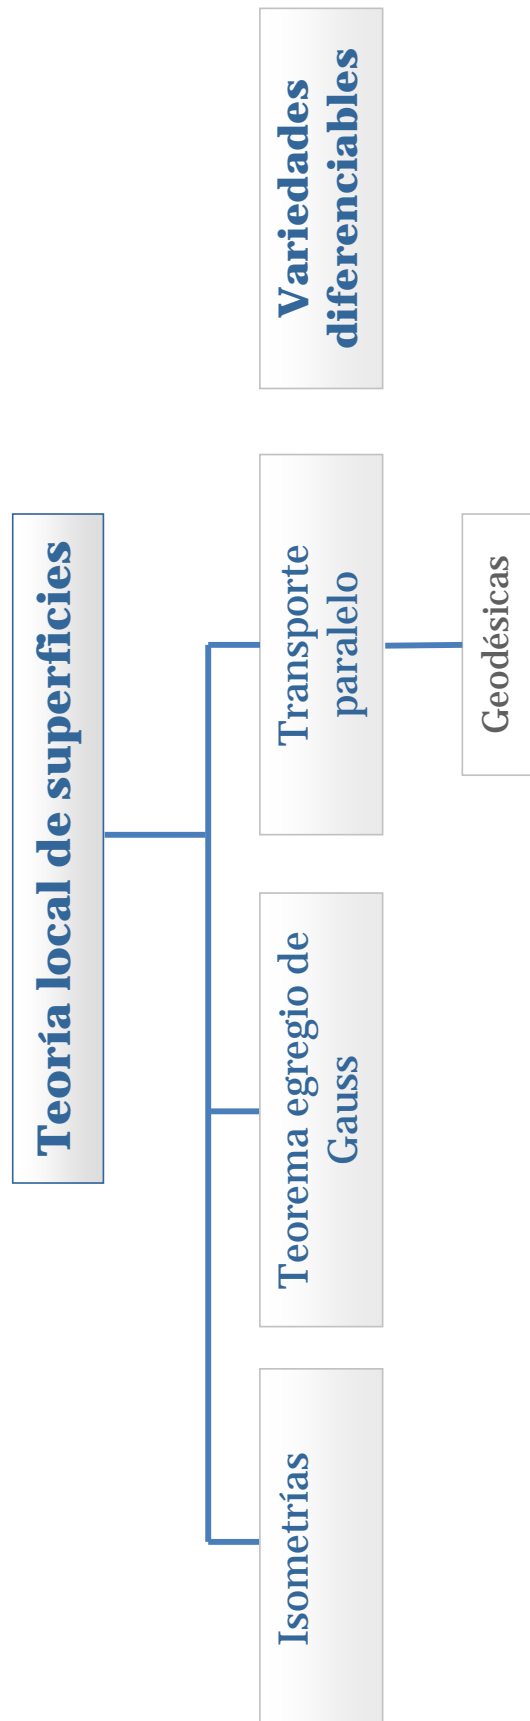 Teoría local de superficies
Isometrías
Teorema egregio de
Gauss
Transporte
paralelo
Variedades
diferenciables
Geodésicas